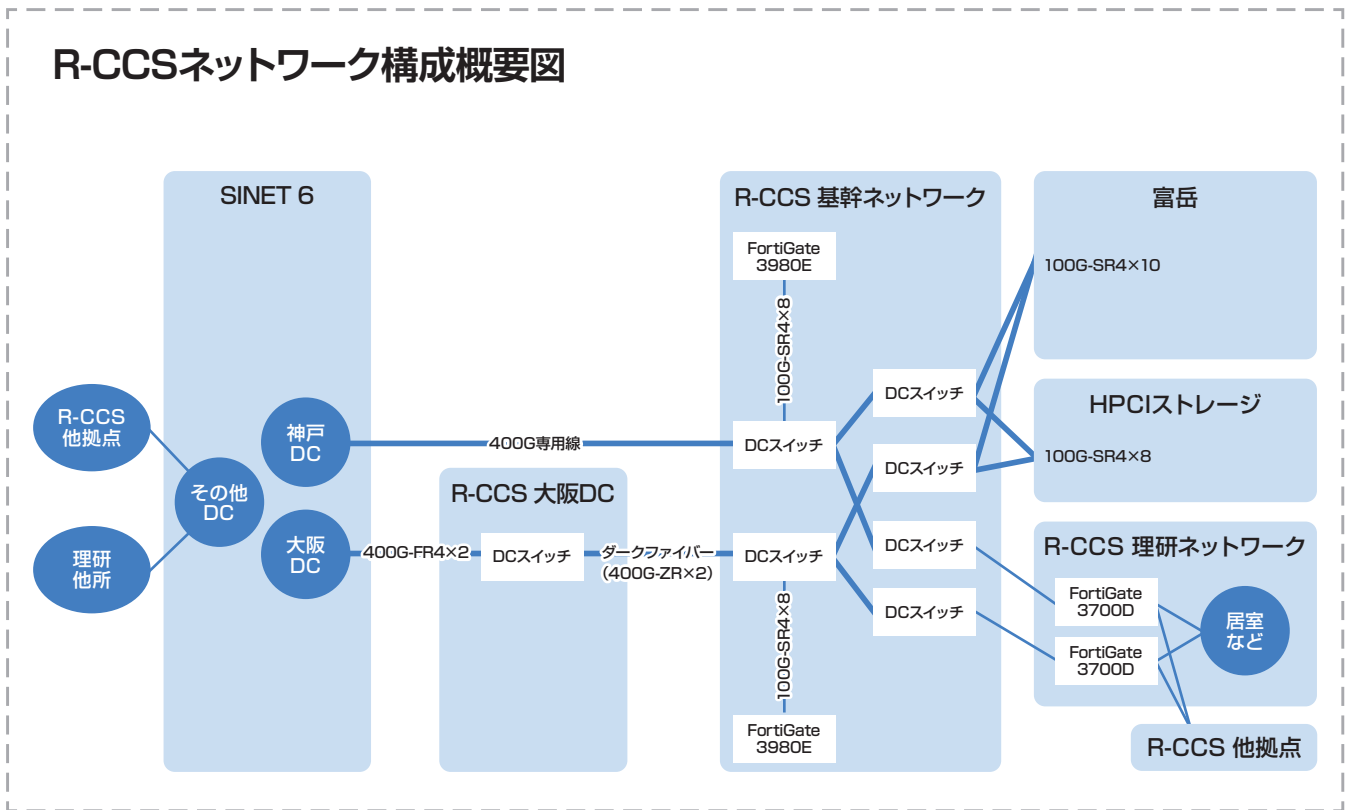 R-CCSネットワーク構成概要図
SINET 6
R-CCS
他拠点
理研
他所
その他
DC
神戸
DC
大阪
DC
400G専用線
400G-FR4×2
R-CCS 大阪DC
DCスイッチ
ダークファイバー
(400G-ZR×2)
R-CCS 基幹ネットワーク
FortiGate
3980E
100G-SR4×8
DCスイッチ
DCスイッチ
100G-SR4×8
FortiGate
3980E
DCスイッチ
DCスイッチ
DCスイッチ
DCスイッチ
富岳
100G-SR4×10
HPCIストレージ
100G-SR4×8
R-CCS 理研ネットワーク
FortiGate
3700D
FortiGate
3700D
居室
など
R-CCS 他拠点